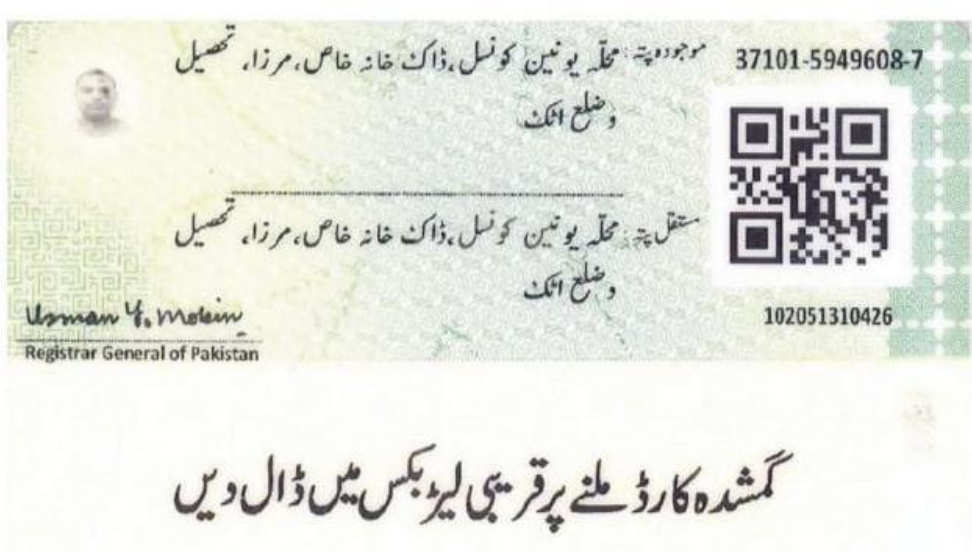 37101-5949608-7
موجودہ پتہ: محلّہ یونین کونسل، ڈاک خانہ خاص، مرزا، تحصیل
و ضلع اٹک
مستقل پتہ: محلّہ یونین کونسل، ڈاک خانہ خاص، مرزا، تحصیل
و ضلع اٹک
102051310426
Usman Y. Mobin
Registrar General of Pakistan
گمشدہ کارڈ ملنے پر قریبی لیٹر بکس میں ڈال دیں